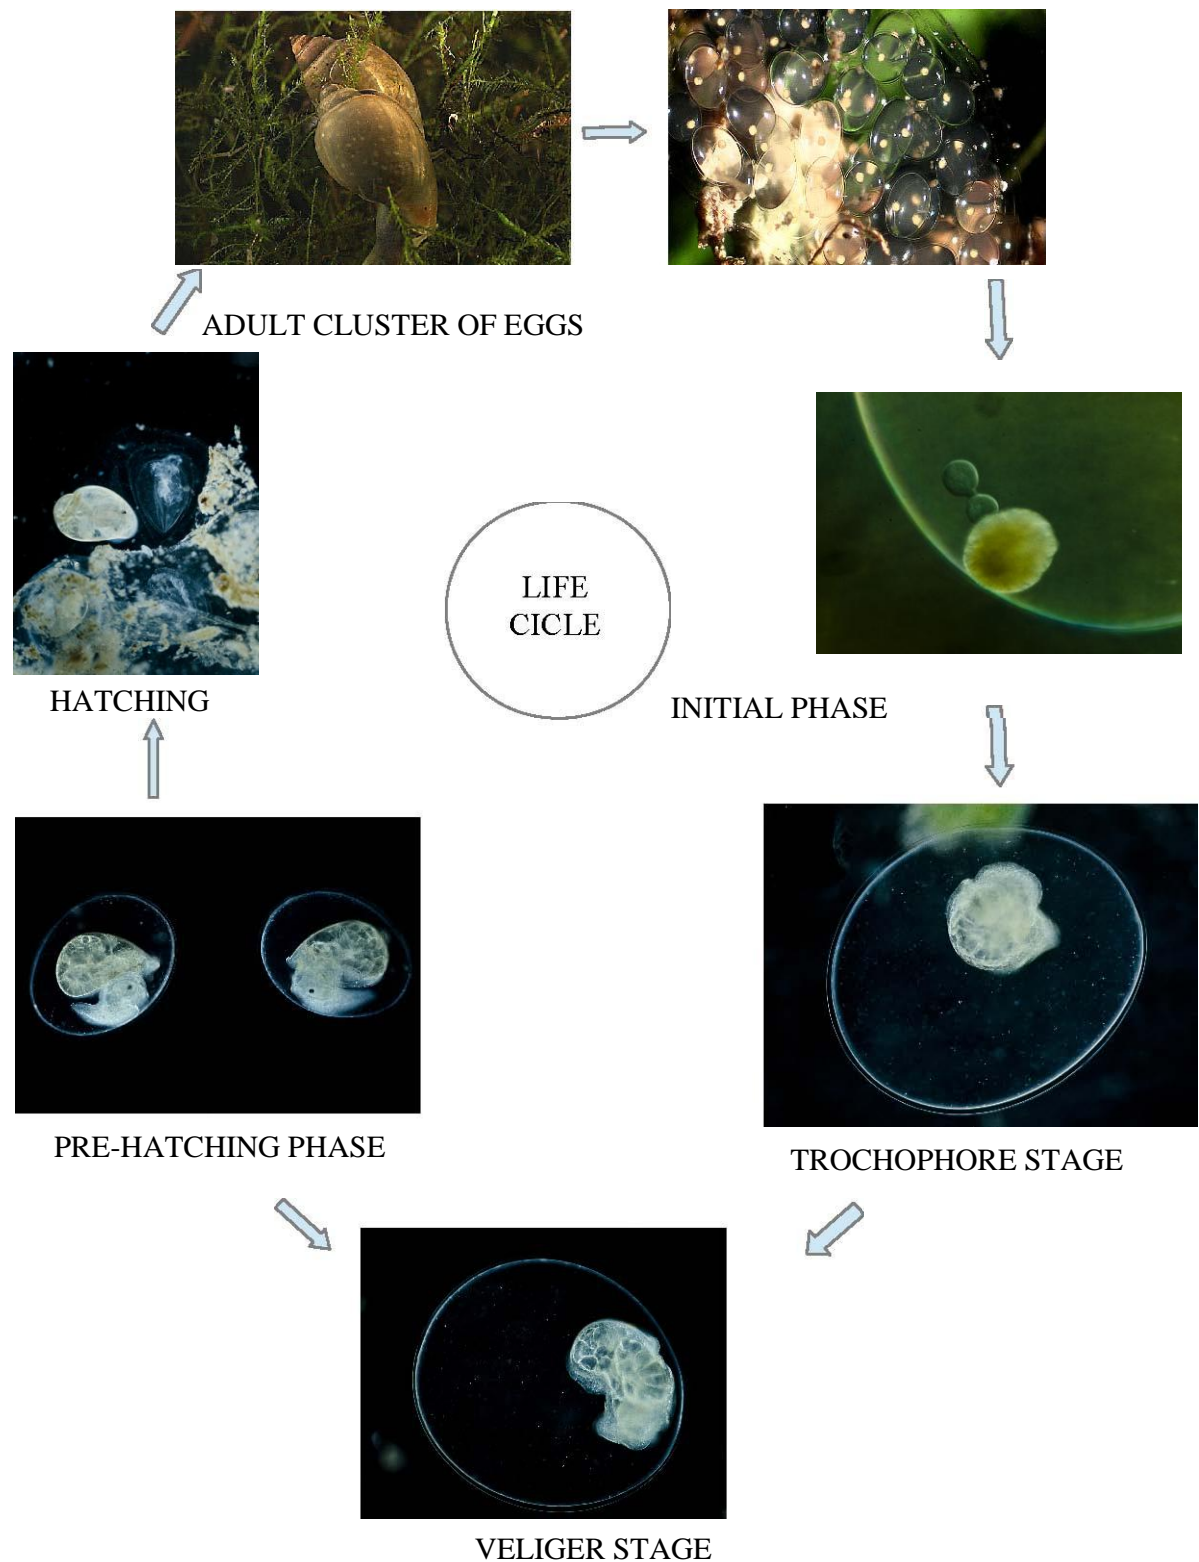 ADULT CLUSTER OF EGGS
LIFE
CICLE
HATCHING
INITIAL PHASE
PRE-HATCHING PHASE
TROCHOPHORE STAGE
VELIGER STAGE